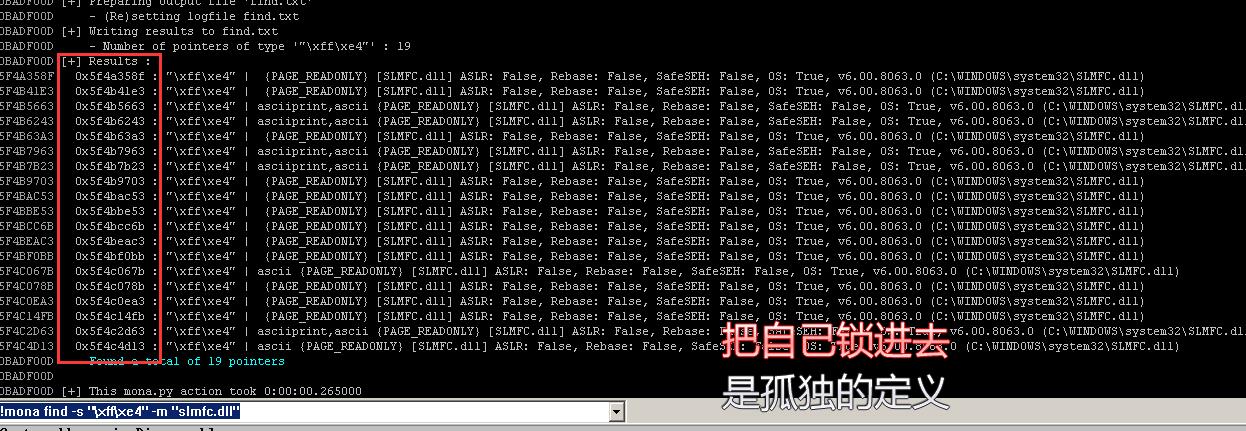 0BADF00D [+] Preparing output file 'find.txt'
0BADF00D     - (Re)setting logfile find.txt
0BADF00D [+] Writing results to find.txt
0BADF00D     - Number of pointers of type '"\xff\xe4"' : 19
0BADF00D [+] Results :
5F4A358F   0x5f4a358f : "\xff\xe4" |  {PAGE_READONLY} [SLMFC.dll] ASLR: False, Rebase: False, SafeSEH: False, OS: True, v6.00.8063.0 (C:\WINDOWS\system32\SLMFC.dll)
5F4B41E3   0x5f4b41e3 : "\xff\xe4" |  {PAGE_READONLY} [SLMFC.dll] ASLR: False, Rebase: False, SafeSEH: False, OS: True, v6.00.8063.0 (C:\WINDOWS\system32\SLMFC.dll)
5F4B5663   0x5f4b5663 : "\xff\xe4" | asciiprint,ascii {PAGE_READONLY} [SLMFC.dll] ASLR: False, Rebase: False, SafeSEH: False, OS: True, v6.00.8063.0 (C:\WINDOWS\system32\SLMFC.dl
5F4B6243   0x5f4b6243 : "\xff\xe4" | asciiprint,ascii {PAGE_READONLY} [SLMFC.dll] ASLR: False, Rebase: False, SafeSEH: False, OS: True, v6.00.8063.0 (C:\WINDOWS\system32\SLMFC.dl
5F4B63A3   0x5f4b63a3 : "\xff\xe4" |  {PAGE_READONLY} [SLMFC.dll] ASLR: False, Rebase: False, SafeSEH: False, OS: True, v6.00.8063.0 (C:\WINDOWS\system32\SLMFC.dll)
5F4B7963   0x5f4b7963 : "\xff\xe4" | asciiprint,ascii {PAGE_READONLY} [SLMFC.dll] ASLR: False, Rebase: False, SafeSEH: False, OS: True, v6.00.8063.0 (C:\WINDOWS\system32\SLMFC.dl
5F4B7B23   0x5f4b7b23 : "\xff\xe4" | asciiprint,ascii {PAGE_READONLY} [SLMFC.dll] ASLR: False, Rebase: False, SafeSEH: False, OS: True, v6.00.8063.0 (C:\WINDOWS\system32\SLMFC.dl
5F4B9703   0x5f4b9703 : "\xff\xe4" |  {PAGE_READONLY} [SLMFC.dll] ASLR: False, Rebase: False, SafeSEH: False, OS: True, v6.00.8063.0 (C:\WINDOWS\system32\SLMFC.dll)
5F4BAC53   0x5f4bac53 : "\xff\xe4" |  {PAGE_READONLY} [SLMFC.dll] ASLR: False, Rebase: False, SafeSEH: False, OS: True, v6.00.8063.0 (C:\WINDOWS\system32\SLMFC.dll)
5F4BBE53   0x5f4bbe53 : "\xff\xe4" |  {PAGE_READONLY} [SLMFC.dll] ASLR: False, Rebase: False, SafeSEH: False, OS: True, v6.00.8063.0 (C:\WINDOWS\system32\SLMFC.dll)
5F4BCC6B   0x5f4bcc6b : "\xff\xe4" |  {PAGE_READONLY} [SLMFC.dll] ASLR: False, Rebase: False, SafeSEH: False, OS: True, v6.00.8063.0 (C:\WINDOWS\system32\SLMFC.dll)
5F4BEAC3   0x5f4beac3 : "\xff\xe4" |  {PAGE_READONLY} [SLMFC.dll] ASLR: False, Rebase: False, SafeSEH: False, OS: True, v6.00.8063.0 (C:\WINDOWS\system32\SLMFC.dll)
5F4BF0BB   0x5f4bf0bb : "\xff\xe4" |  {PAGE_READONLY} [SLMFC.dll] ASLR: False, Rebase: False, SafeSEH: False, OS: True, v6.00.8063.0 (C:\WINDOWS\system32\SLMFC.dll)
5F4C067B   0x5f4c067b : "\xff\xe4" | ascii {PAGE_READONLY} [SLMFC.dll] ASLR: False, Rebase: False, SafeSEH: False, OS: True, v6.00.8063.0 (C:\WINDOWS\system32\SLMFC.dll)
5F4C078B   0x5f4c078b : "\xff\xe4" |  {PAGE_READONLY} [SLMFC.dll] ASLR: False, Rebase: False, SafeSEH: False, OS: True, v6.00.8063.0 (C:\WINDOWS\system32\SLMFC.dll)
5F4C0EA3   0x5f4c0ea3 : "\xff\xe4" |  {PAGE_READONLY} [SLMFC.dll] ASLR: False, Rebase: False, SafeSEH: False, OS: True, v6.00.8063.0 (C:\WINDOWS\system32\SLMFC.dll)
5F4C14FB   0x5f4c14fb : "\xff\xe4" |  {PAGE_READONLY} [SLMFC.dll] ASLR: False, Rebase: False, SafeSEH: False, OS: True, v6.00.8063.0 (C:\WINDOWS\system32\SLMFC.dll)
5F4C2D63   0x5f4c2d63 : "\xff\xe4" | asciiprint,ascii {PAGE_READONLY} [SLMFC.dll] ASLR: False, Rebase: False, SafeSEH: False, OS: True, v6.00.8063.0 (C:\WINDOWS\system32\SLMFC.dl
5F4C4D13   0x5f4c4d13 : "\xff\xe4" | ascii {PAGE_READONLY} [SLMFC.dll] ASLR: False, Rebase: False, SafeSEH: False, OS: True, v6.00.8063.0 (C:\WINDOWS\system32\SLMFC.dll)
0BADF00D     Found a total of 19 pointers
0BADF00D
0BADF00D [+] This mona.py action took 0:00:00.265000
!mona find -s "\xff\xe4" -m "slmfc.dll"
把自己锁进去
是孤独的定义